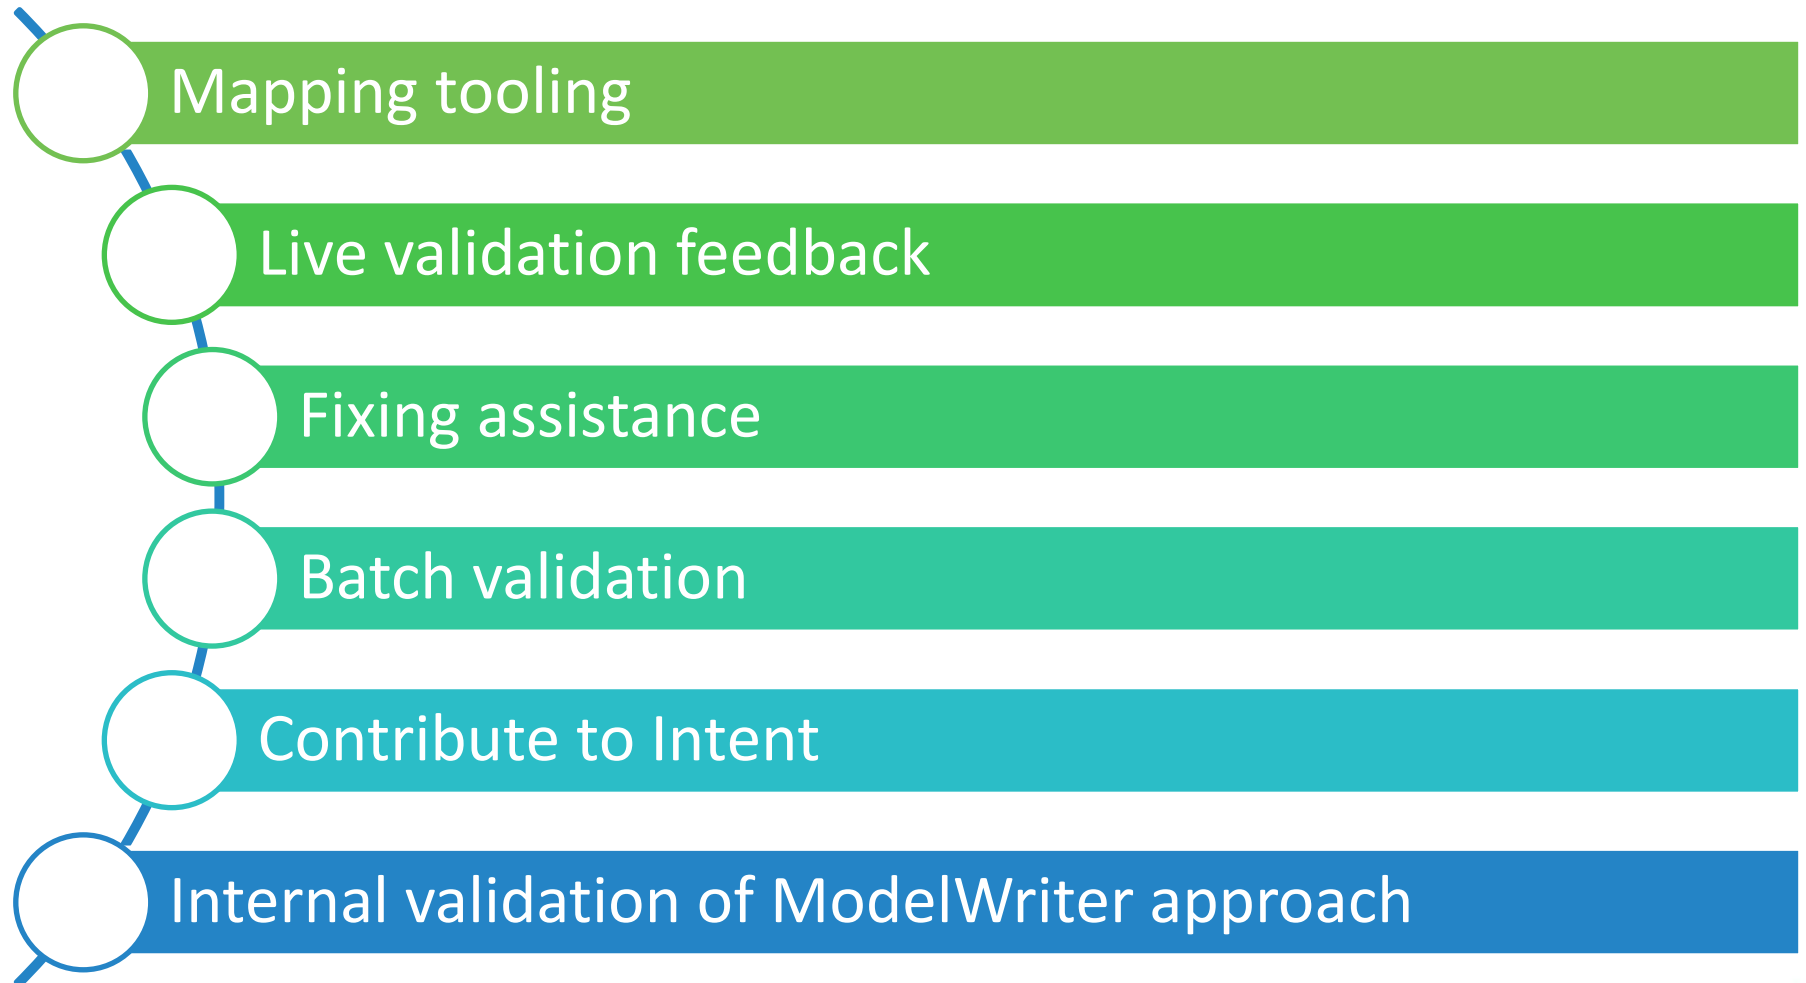 Mapping tooling
Live validation feedback
Fixing assistance
Batch validation
Contribute to Intent
Internal validation of ModelWriter approach